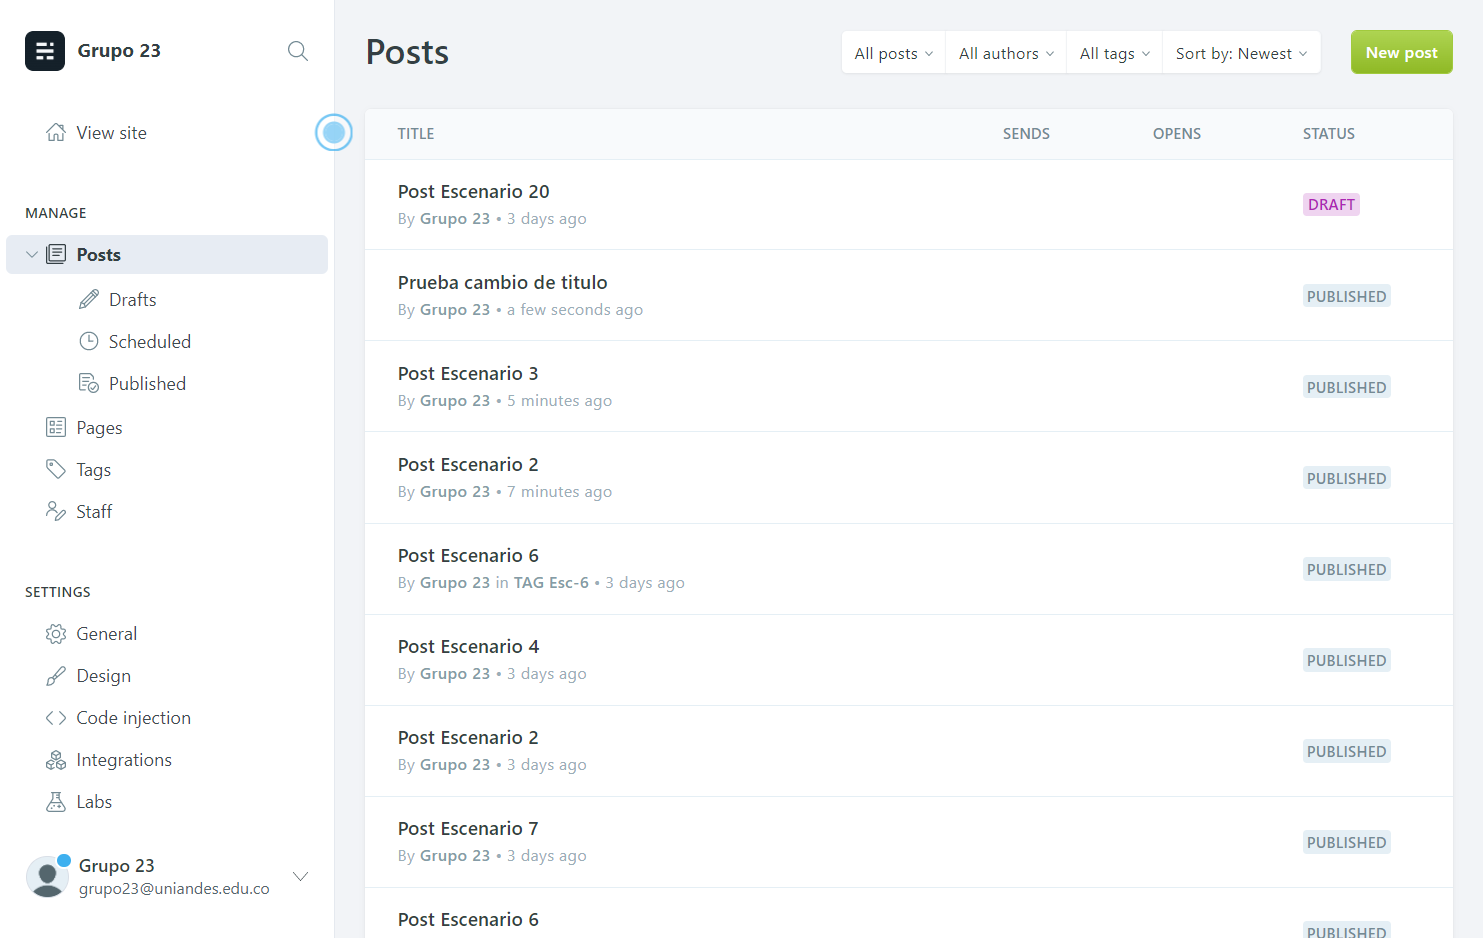 Grupo 23
View site
MANAGE
Posts
Drafts
Scheduled
Published
Pages
Tags
Staff
SETTINGS
General
Design
Code injection
Integrations
Labs
Grupo 23
grupo23@uniandes.edu.co
Posts
All posts
All authors
All tags
Sort by: Newest
New post
TITLE SENDS OPENS STATUS
Post Escenario 20
By Grupo 23 • 3 days ago
DRAFT
Prueba cambio de titulo
By Grupo 23 • a few seconds ago
PUBLISHED
Post Escenario 3
By Grupo 23 • 5 minutes ago
PUBLISHED
Post Escenario 2
By Grupo 23 • 7 minutes ago
PUBLISHED
Post Escenario 6
By Grupo 23 in TAG Esc-6 • 3 days ago
PUBLISHED
Post Escenario 4
By Grupo 23 • 3 days ago
PUBLISHED
Post Escenario 2
By Grupo 23 • 3 days ago
PUBLISHED
Post Escenario 7
By Grupo 23 • 3 days ago
PUBLISHED
Post Escenario 6
PUBLISHED